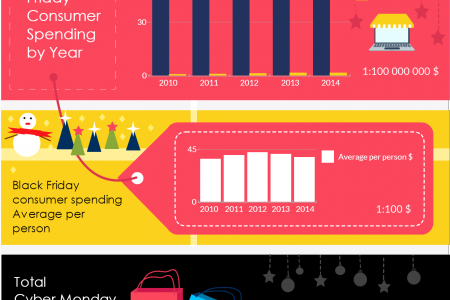 Friday
Consumer
Spending
by Year
30
0
2010 2011 2012 2013 2014
1:100 000 000 $
Black Friday
consumer spending
Average per
person
45
0
2010 2011 2012 2013 2014
Average per person $
1:100 $
Total
Cyber Monday